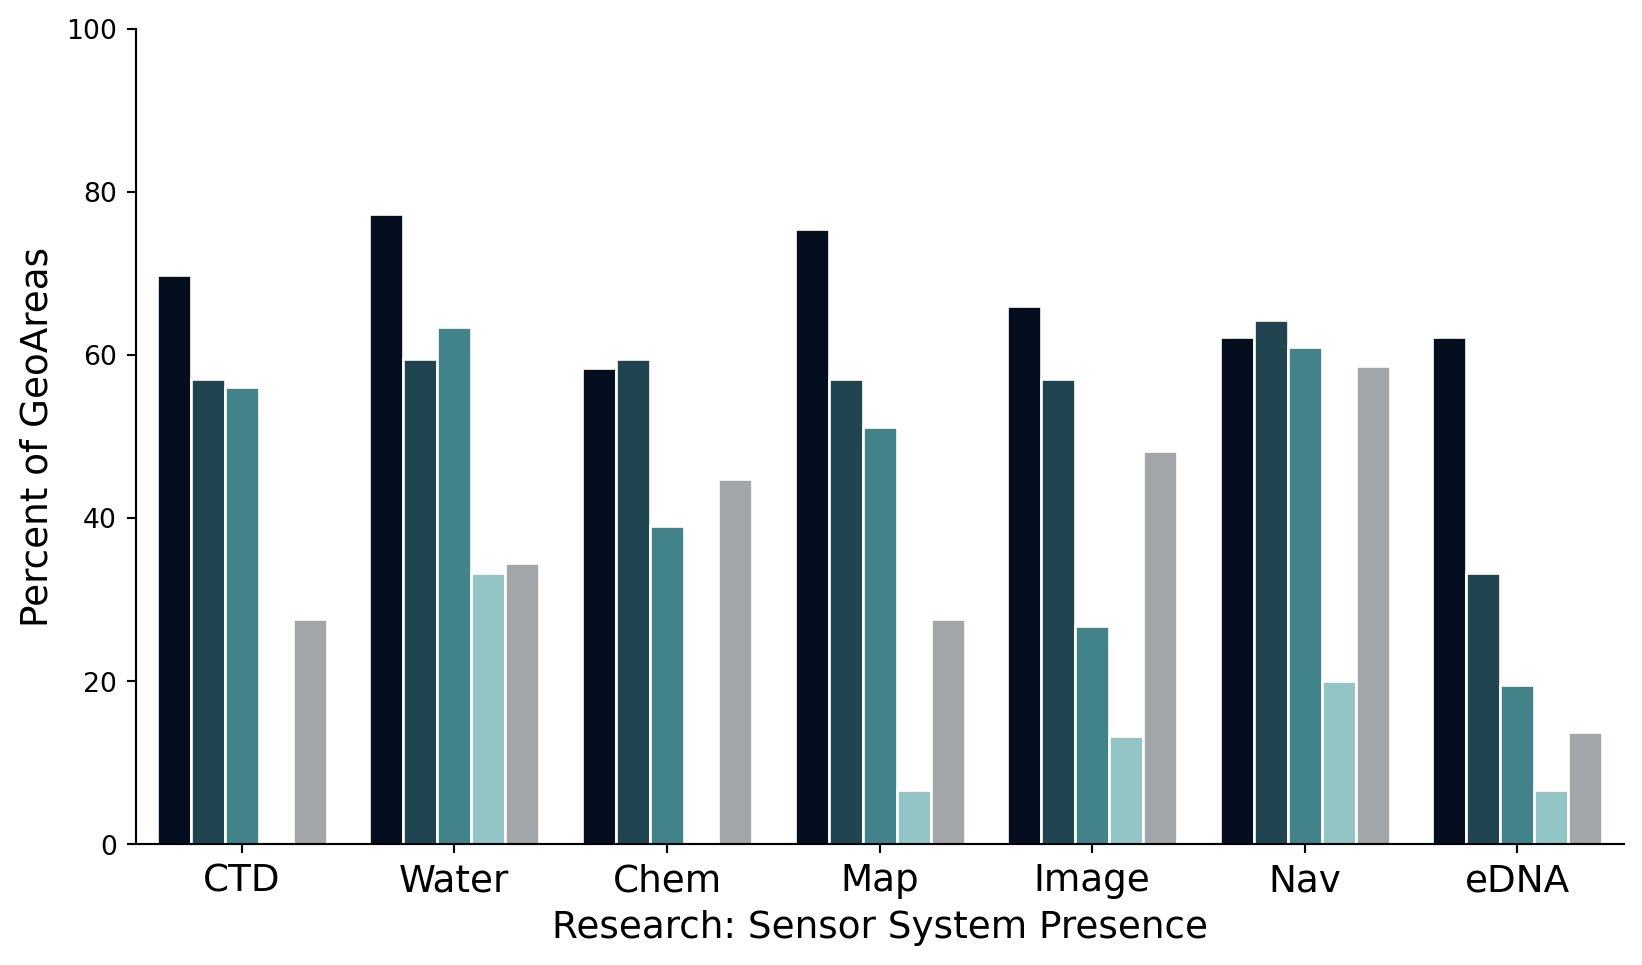 Percent of GeoAreas
100
80
60
40
20
0
CTD Water Chem Map Image Nav eDNA
Research: Sensor System Presence